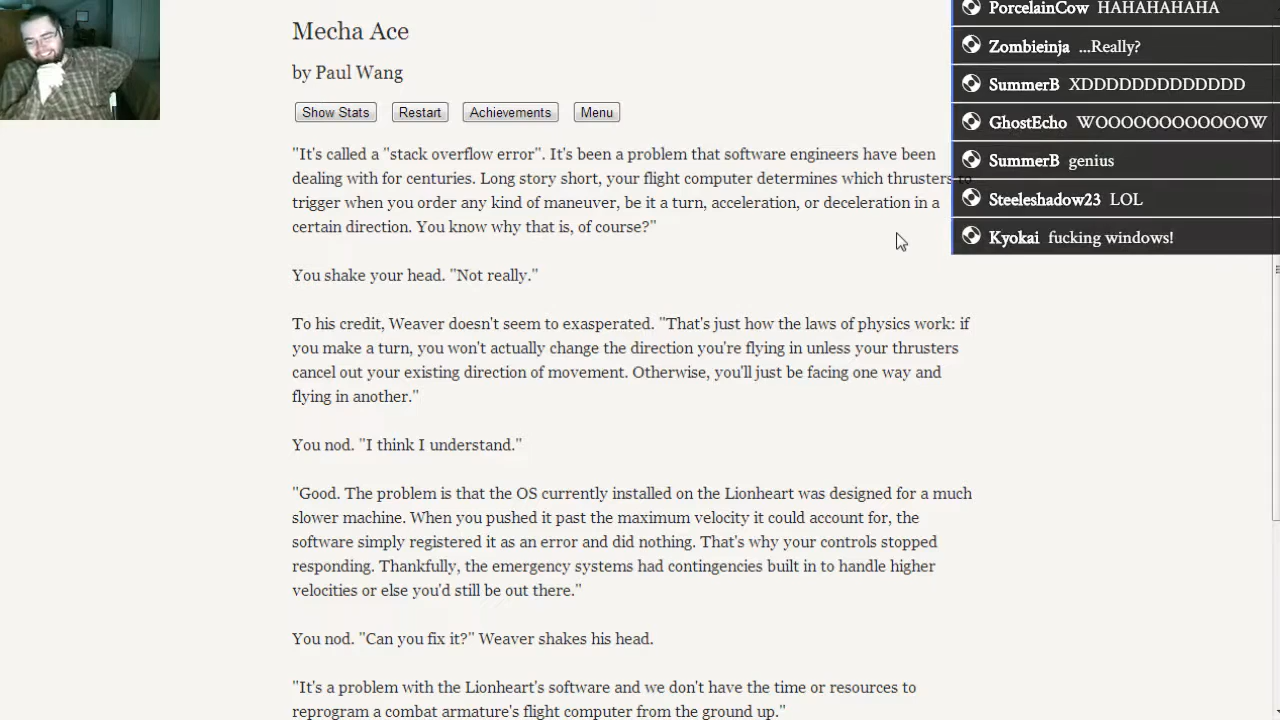 Mecha Ace
by Paul Wang
Show Stats
Restart
Achievements
Menu
"It's called a "stack overflow error". It's been a problem that software engineers have been
dealing with for centuries. Long story short, your flight computer determines which thrusters to
trigger when you order any kind of maneuver, be it a turn, acceleration, or deceleration in a
certain direction. You know why that is, of course?"
You shake your head. "Not really."
To his credit, Weaver doesn't seem to exasperated. "That's just how the laws of physics work: if
you make a turn, you won't actually change the direction you're flying in unless your thrusters
cancel out your existing direction of movement. Otherwise, you'll just be facing one way and
flying in another."
You nod. "I think I understand."
"Good. The problem is that the OS currently installed on the Lionheart was designed for a much
slower machine. When you pushed it past the maximum velocity it could account for, the
software simply registered it as an error and did nothing. That's why your controls stopped
responding. Thankfully, the emergency systems had contingencies built in to handle higher
velocities or else you'd still be out there."
You nod. "Can you fix it?" Weaver shakes his head.
"It's a problem with the Lionheart's software and we don't have the time or resources to
reprogram a combat armature's flight computer from the ground up."
PorcelainCow HAHAHAHAHA
Zombieinja ...Really?
SummerB XDDDDDDDDDDDDD
GhostEcho WOOOOOOOOOOOOW
SummerB genius
Steeleshadow23 LOL
Kyokai fucking windows!